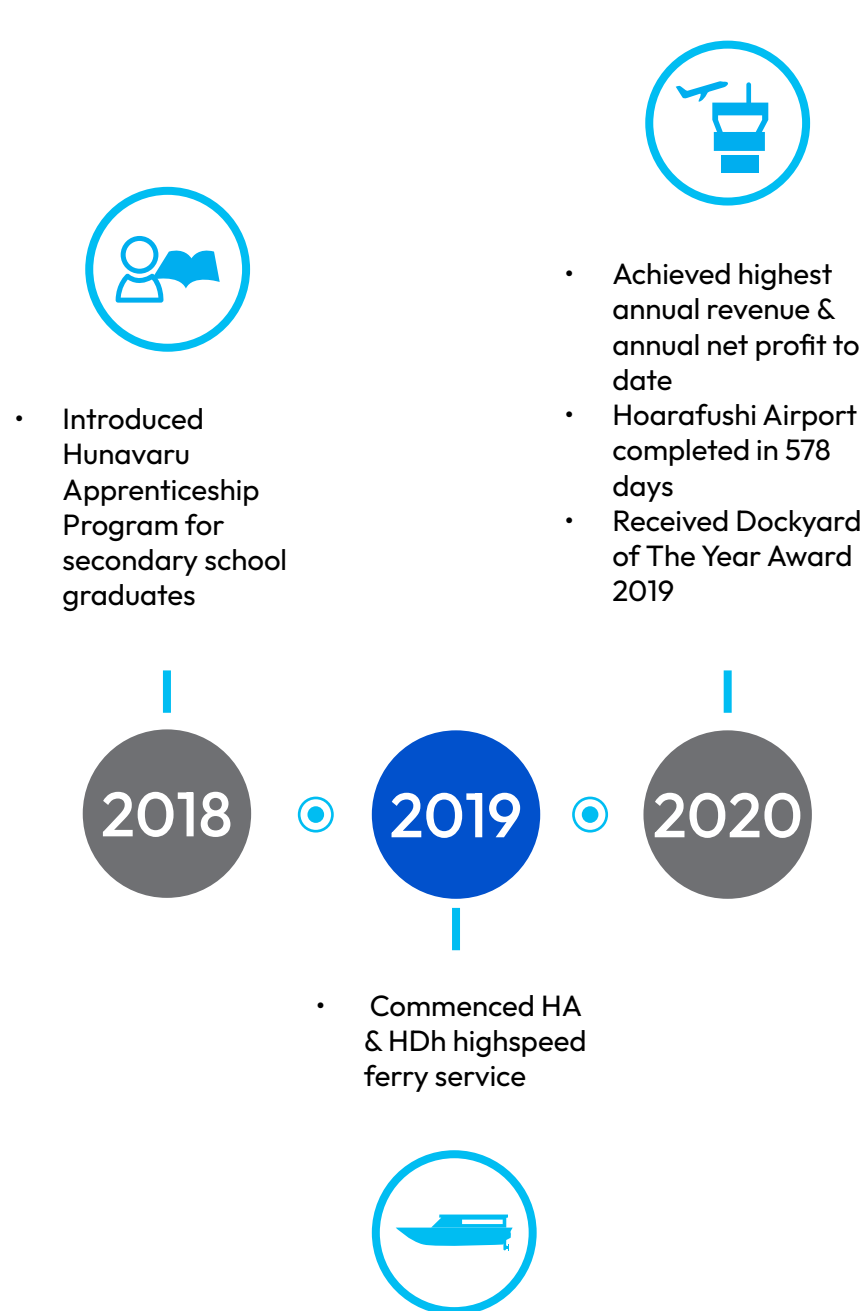 Introduced
Hunavaru
Apprenticeship
Program for
secondary school
graduates
• Achieved highest
annual revenue &
annual net profit to
date
• Hoarafushi Airport
completed in 578
days
• Received Dockyard
of The Year Award
2019
2018
2019
2020
• Commenced HA
& HDh highspeed
ferry service